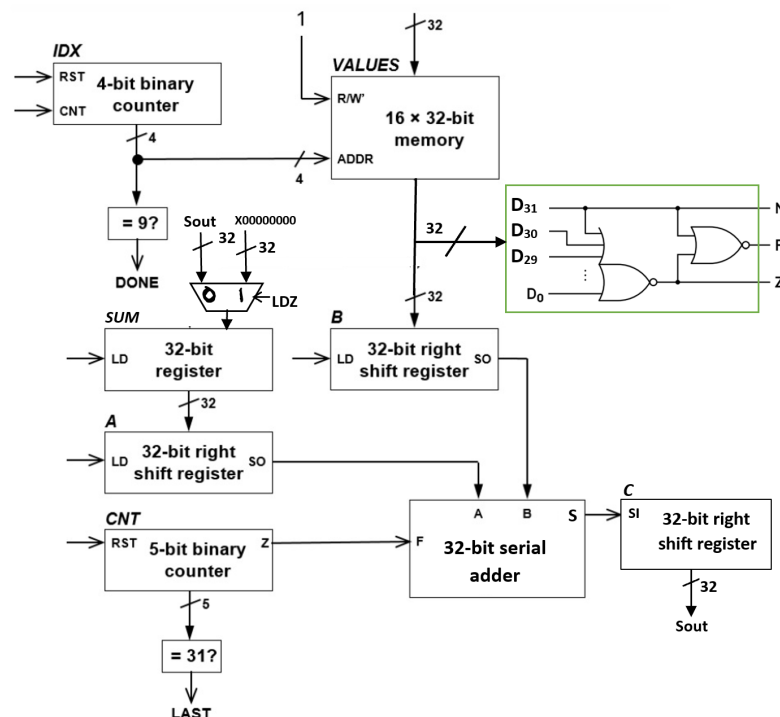 1
32
IDX
VALUES
RST
CNT
4-bit binary
counter
R/W'
ADDR
16 × 32-bit
memory
4
4
= 9?
DONE
Sout
X00000000
32
32
0 1
LDZ
32
D31
D30
D29
⋮
D0
N
P
Z
32
SUM
LD
32-bit
register
B
LD
32-bit right
shift register
SO
32
A
LD
32-bit right
shift register
SO
CNT
RST
5-bit binary
counter
Z
A
B
S
F
32-bit serial
adder
C
SI
32-bit right
shift register
32
Sout
5
= 31?
LAST